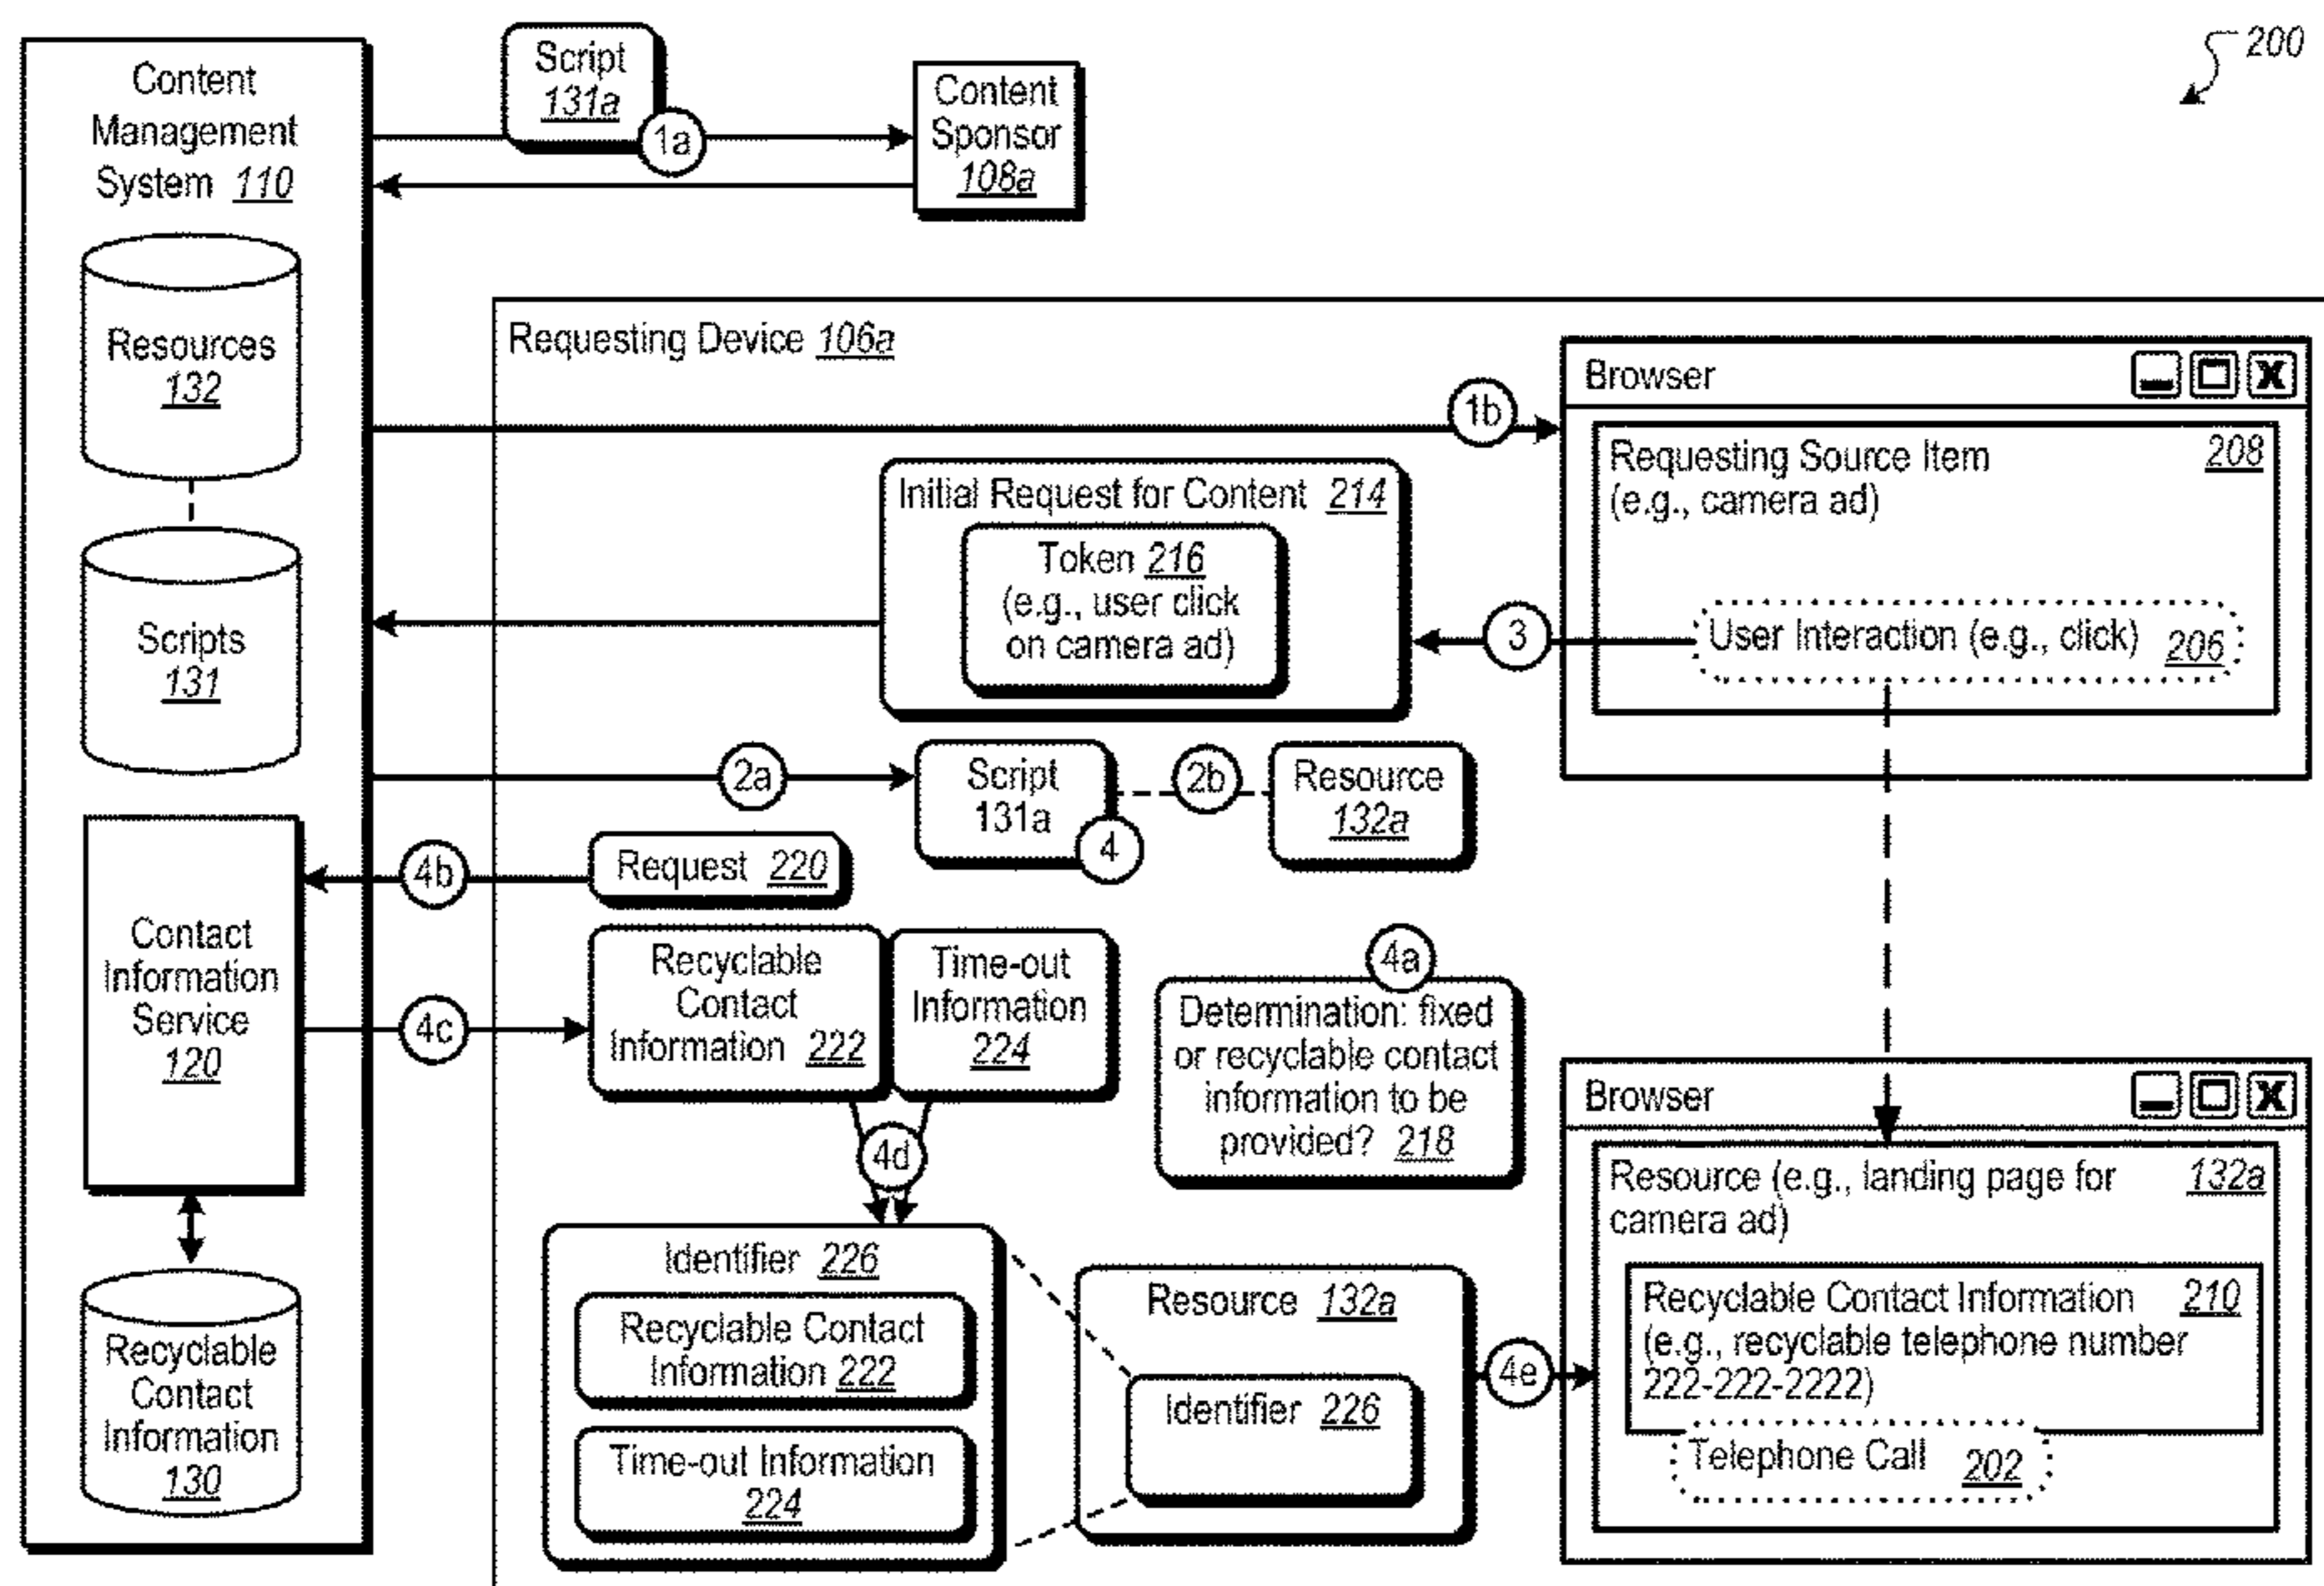 200
Content
Management
System 110
Resources
132
Scripts
131
Contact
Information
Service
120
Recyclable
Contact
Information
130
Script
131a
1a
Content
Sponsor
108a
Requesting Device 106a
1b
Browser
X
Requesting Source Item 208
(e.g., camera ad)
User Interaction (e.g., click) 206
3
Initial Request for Content 214
Token 216
(e.g., user click
on camera ad)
2a
Script
131a
4
2b
Resource
132a
4b
Request 220
4c
Recyclable
Contact
Information 222
Time-out
Information
224
4a
Determination: fixed
or recyclable contact
information to be
provided? 218
4d
Identifier 226
Recyclable Contact
Information 222
Time-out Information
224
Resource 132a
Identifier 226
4e
Browser
X
Resource (e.g., landing page for 132a
camera ad)
Recyclable Contact Information 210
(e.g., recyclable telephone number
222-222-2222)
Telephone Call 202